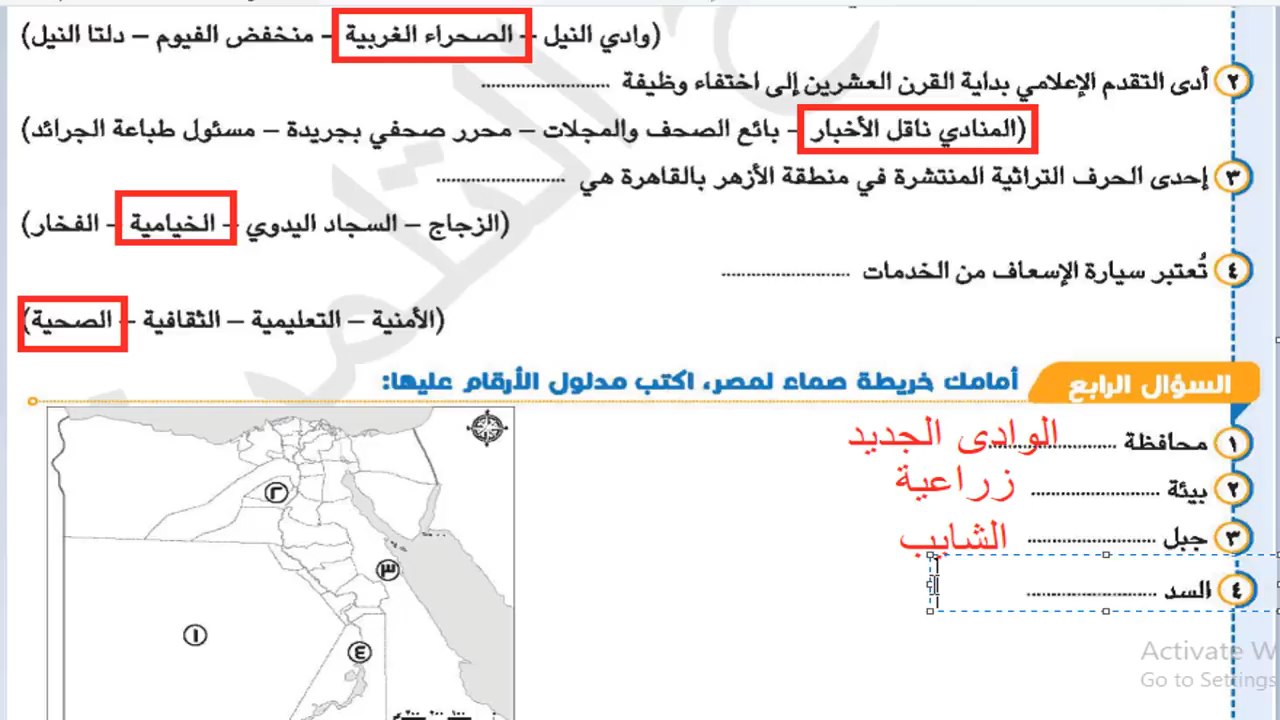 (وادي النيل – الصحراء الغربية – منخفض الفيوم – دلتا النيل)
٢ أدى التقدم الإعلامي بداية القرن العشرين إلى اختفاء وظيفة ......................
(المنادي ناقل الأخبار – بائع الصحف والمجلات – محرر صحفي بجريدة – مسئول طباعة الجرائد)
٣ إحدى الحرف التراثية المنتشرة في منطقة الأزهر بالقاهرة هي ......................
(الزجاج – السجاد اليدوي – الخيامية – الفخار)
٤ تُعتبر سيارة الإسعاف من الخدمات ......................
(الأمنية – التعليمية – الثقافية – الصحية)
السؤال الرابع أمامك خريطة صماء لمصر، اكتب مدلول الأرقام عليها:
١ محافظة ...................... الوادى الجديد
٢ بيئة ...................... زراعية
٣ جبل ...................... الشايب
٤ السد ......................
٢
٣
١
٤
Activate W
Go to Settings